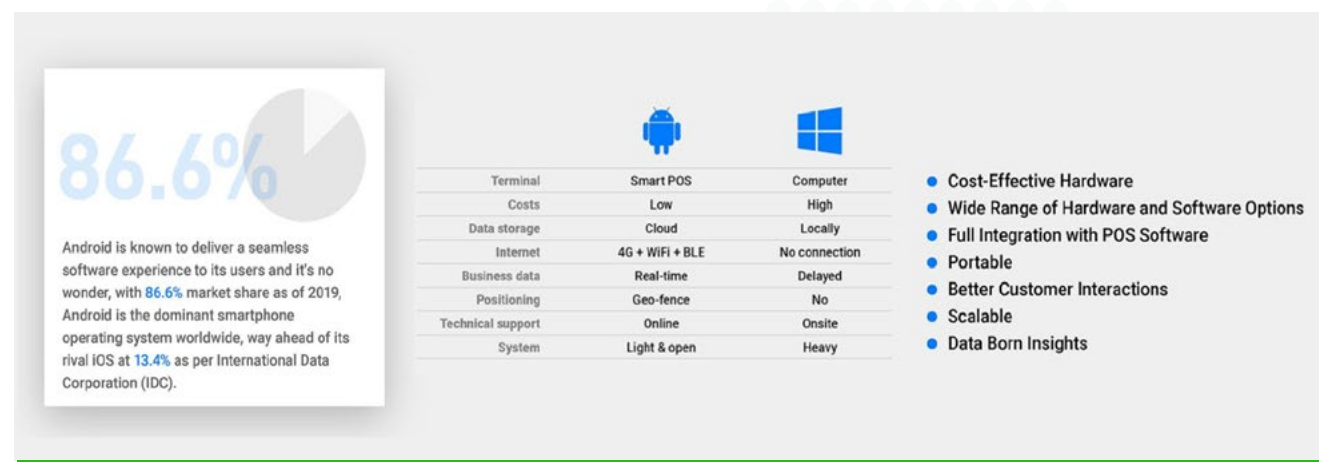 86.6%
Android is known to deliver a seamless
software experience to its users and it's no
wonder, with 86.6% market share as of 2019,
Android is the dominant smartphone
operating system worldwide, way ahead of its
rival iOS at 13.4% as per International Data
Corporation (IDC).
Terminal Smart POS Computer
Costs Low High
Data storage Cloud Locally
Internet 4G + WiFi + BLE No connection
Business data Real-time Delayed
Positioning Geo-fence No
Technical support Online Onsite
System Light & open Heavy
Cost-Effective Hardware
Wide Range of Hardware and Software Options
Full Integration with POS Software
Portable
Better Customer Interactions
Scalable
Data Born Insights